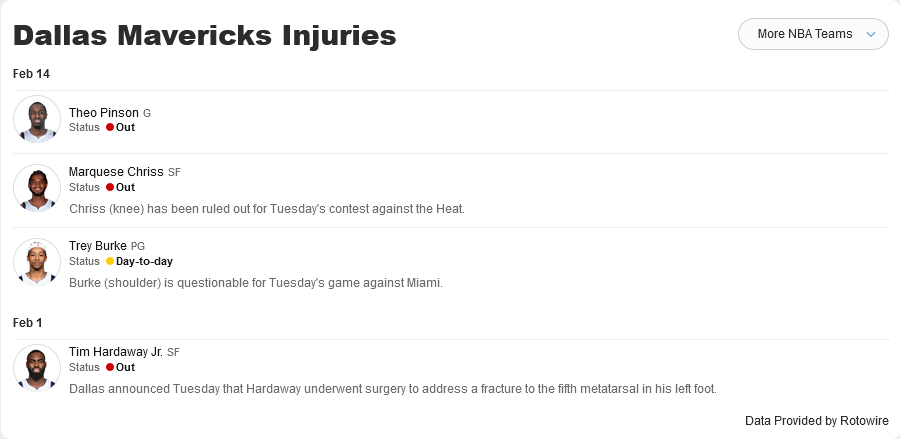 Dallas Mavericks Injuries
More NBA Teams
Feb 14
Theo Pinson G
Status Out
Marquese Chriss SF
Status Out
Chriss (knee) has been ruled out for Tuesday's contest against the Heat.
Trey Burke PG
Status Day-to-day
Burke (shoulder) is questionable for Tuesday's game against Miami.
Feb 1
Tim Hardaway Jr. SF
Status Out
Dallas announced Tuesday that Hardaway underwent surgery to address a fracture to the fifth metatarsal in his left foot.
Data Provided by Rotowire